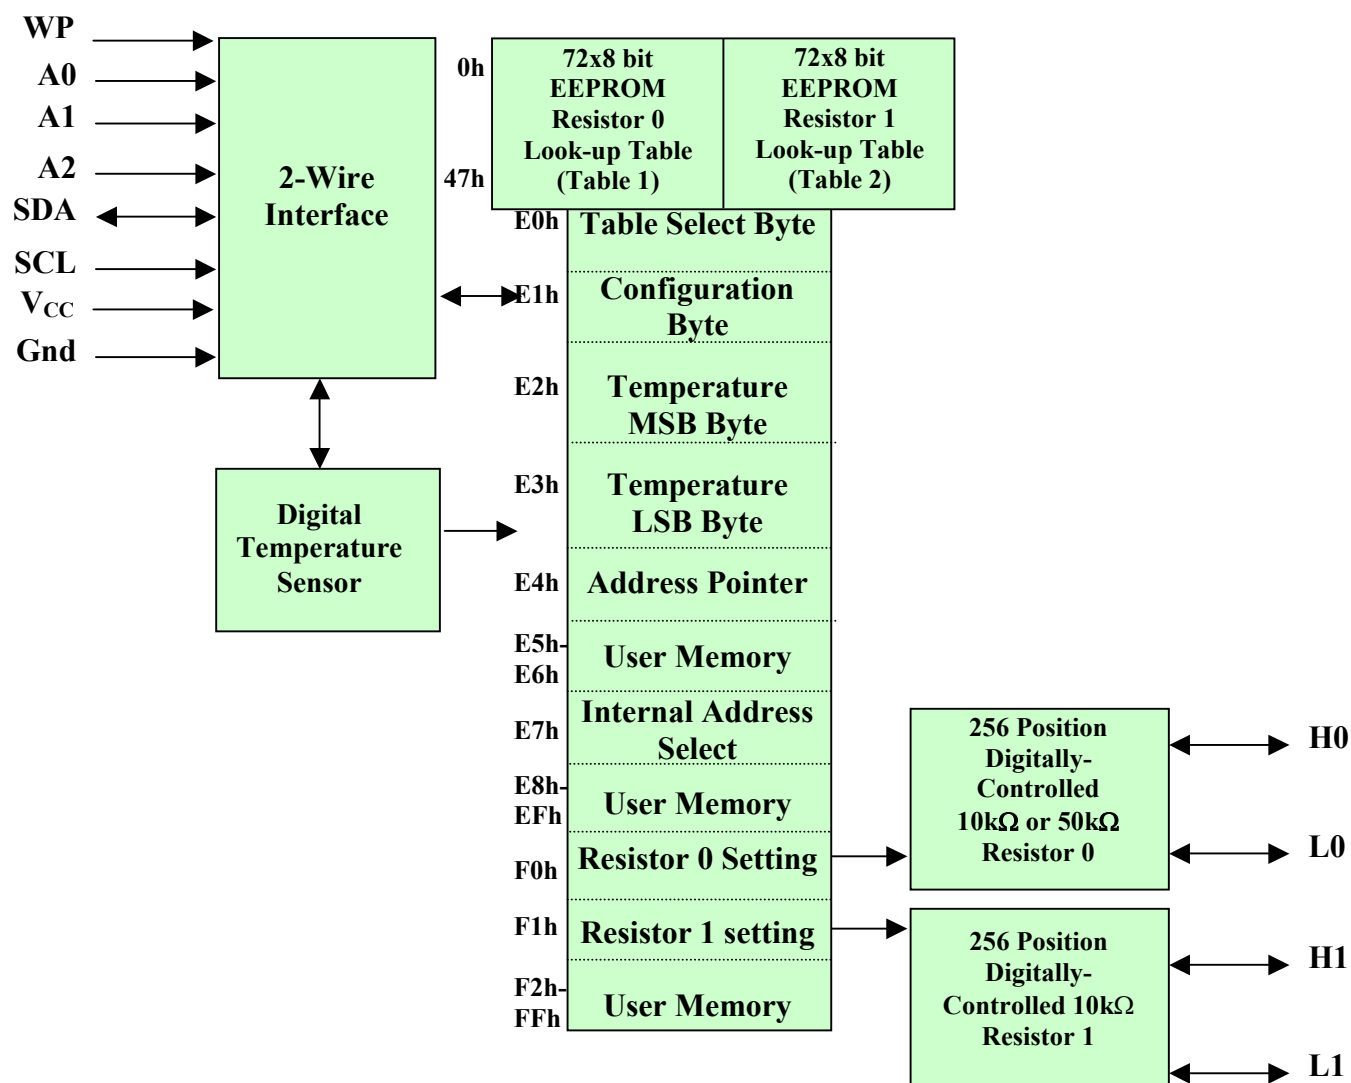 WP
A0
A1
A2
SDA
SCL
VCC
Gnd
2-Wire
Interface
Digital
Temperature
Sensor
0h
47h
72x8 bit
EEPROM
Resistor 0
Look-up Table
(Table 1)
72x8 bit
EEPROM
Resistor 1
Look-up Table
(Table 2)
E0h
Table Select Byte
E1h
Configuration
Byte
E2h
Temperature
MSB Byte
E3h
Temperature
LSB Byte
E4h
Address Pointer
E5h-
E6h
User Memory
E7h
Internal Address
Select
E8h-
EFh
User Memory
F0h
Resistor 0 Setting
F1h
Resistor 1 setting
F2h-
FFh
User Memory
256 Position
Digitally-
Controlled
10kΩ or 50kΩ
Resistor 0
H0
L0
256 Position
Digitally-
Controlled 10kΩ
Resistor 1
H1
L1